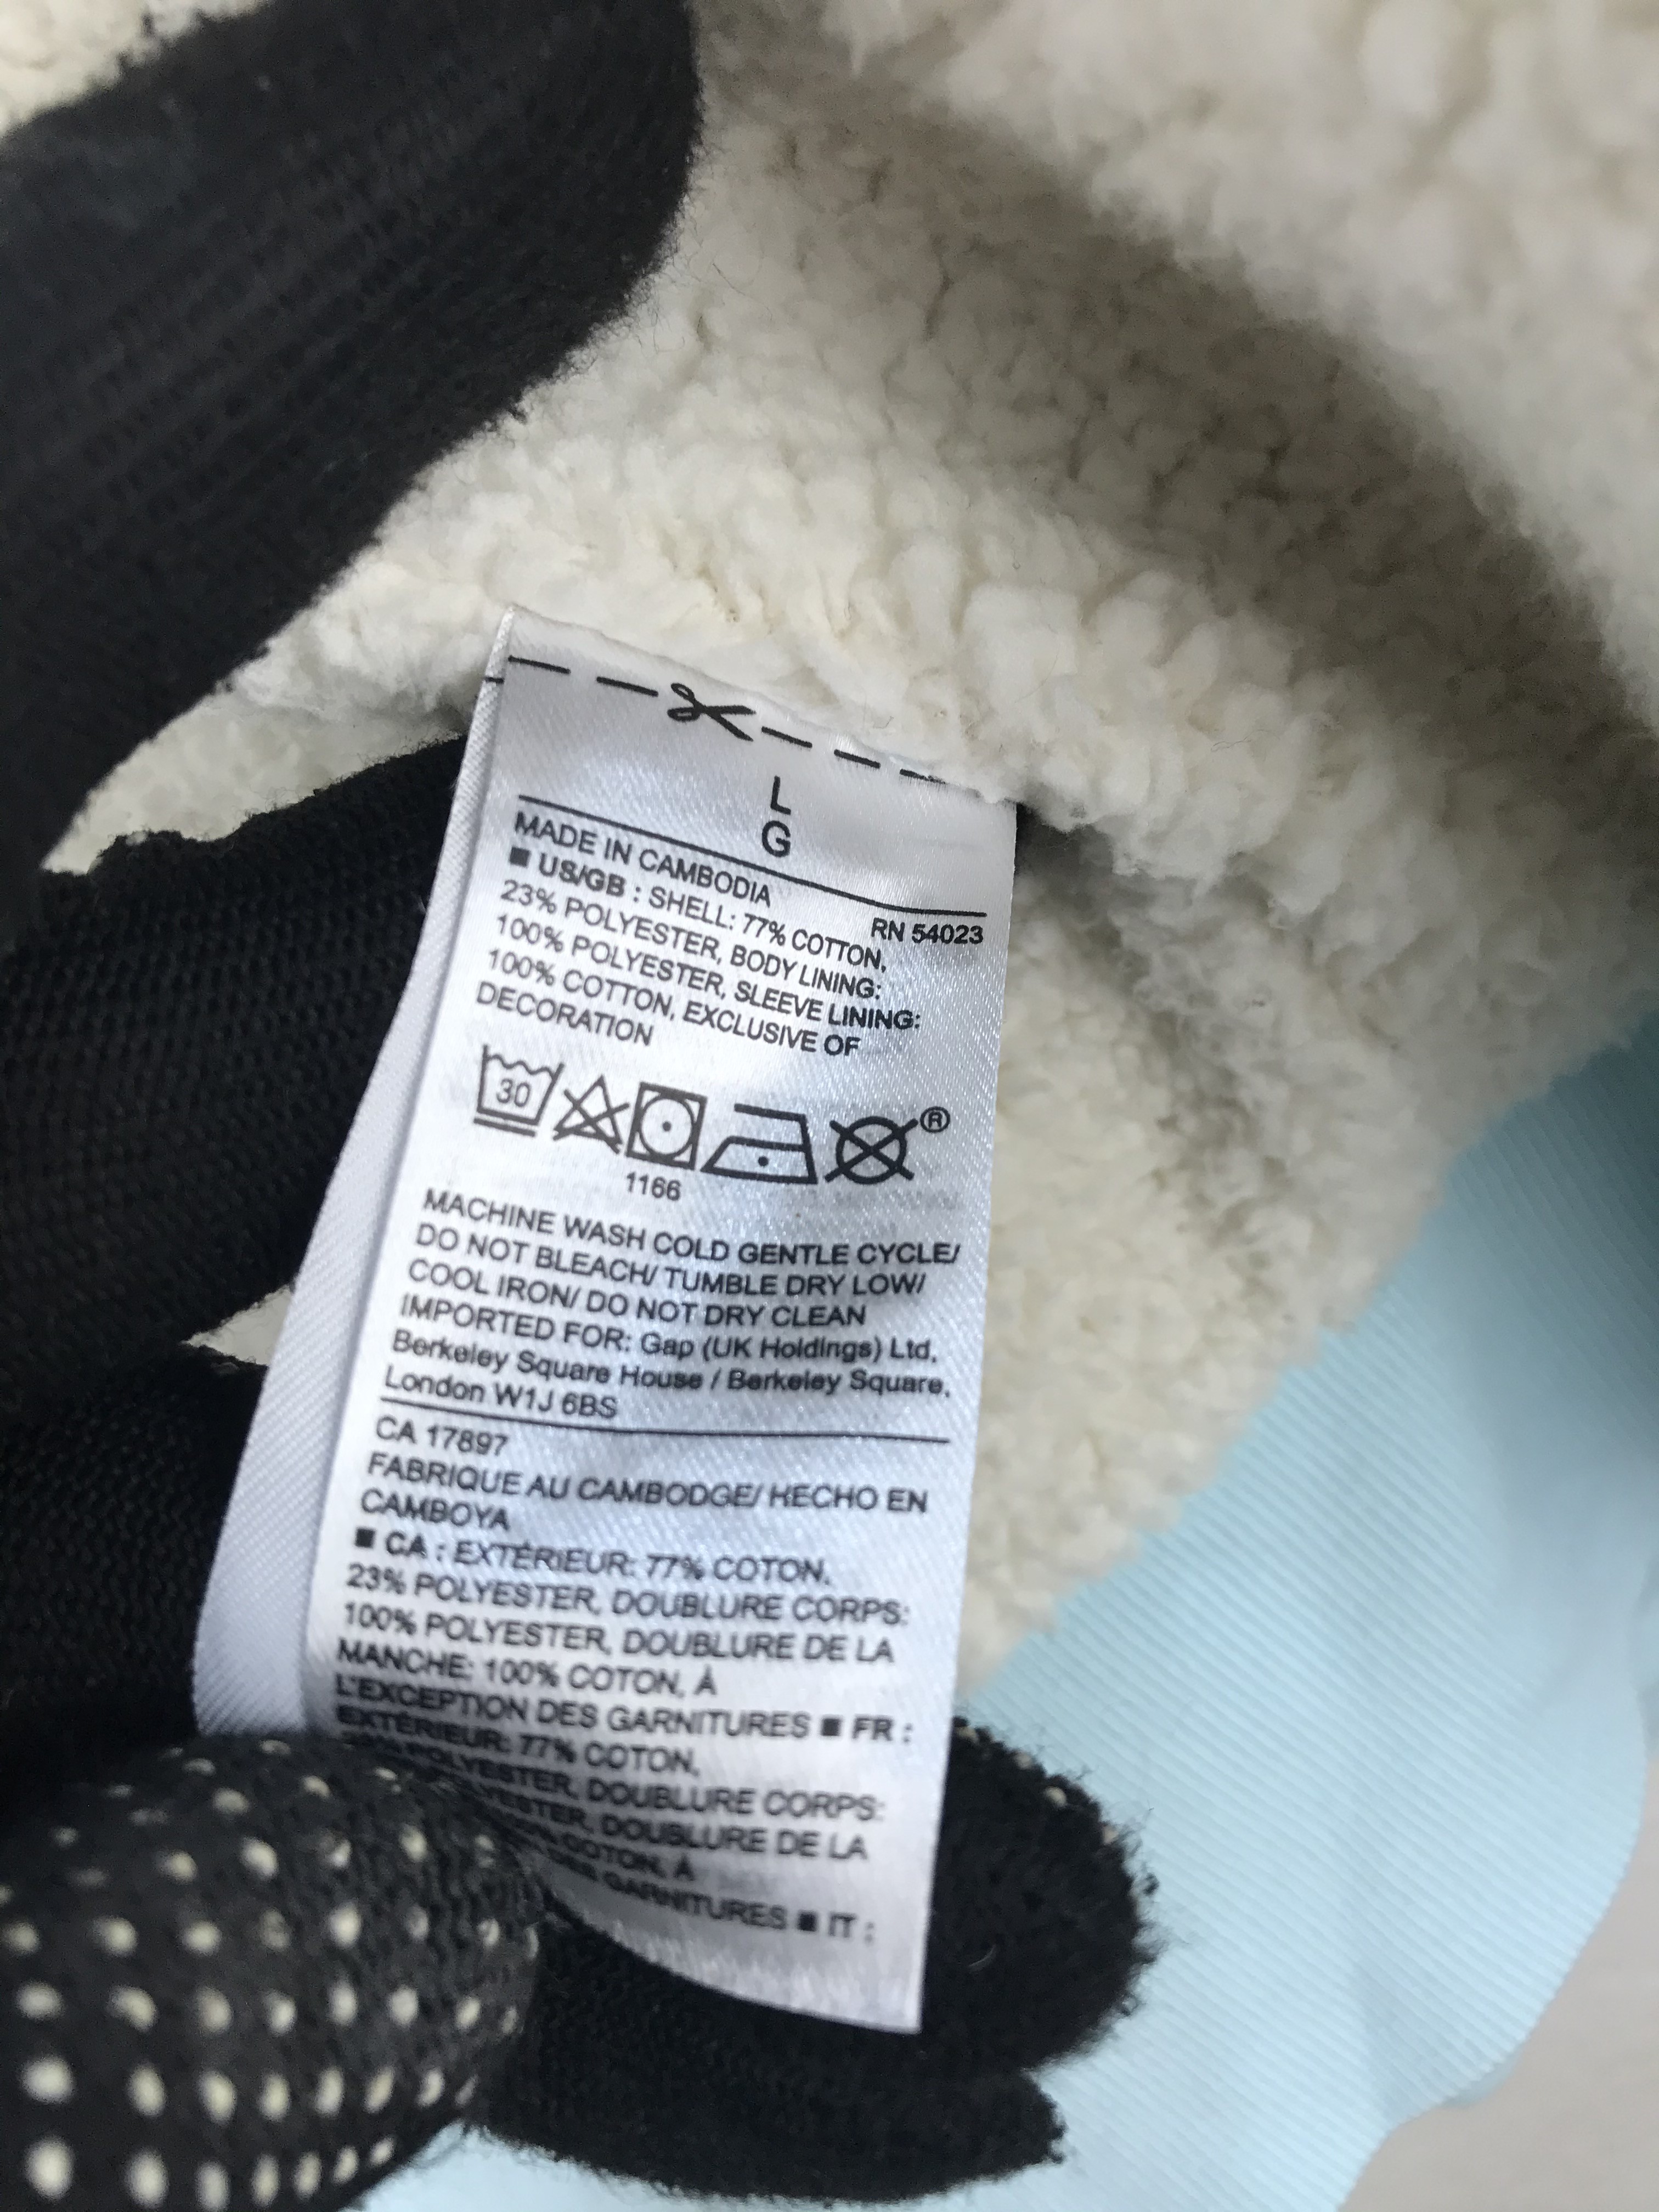 L
G
MADE IN CAMBODIA
RN 54023
■ US/GB : SHELL: 77% COTTON,
23% POLYESTER, BODY LINING:
100% POLYESTER, SLEEVE LINING:
100% COTTON, EXCLUSIVE OF
DECORATION
30
®
1166
MACHINE WASH COLD GENTLE CYCLE/
DO NOT BLEACH/ TUMBLE DRY LOW/
COOL IRON/ DO NOT DRY CLEAN
IMPORTED FOR: Gap (UK Holdings) Ltd,
Berkeley Square House / Berkeley Square,
London W1J 6BS
CA 17897
FABRIQUE AU CAMBODGE/ HECHO EN
CAMBOYA
■ CA : EXTÉRIEUR: 77% COTON,
23% POLYESTER, DOUBLURE CORPS:
100% POLYESTER, DOUBLURE DE LA
MANCHE: 100% COTON, À
L'EXCEPTION DES GARNITURES ■ FR :
EXTÉRIEUR: 77% COTON,
POLYESTER, DOUBLURE CORPS:
DOUBLURE DE LA
COTON, À
GARNITURES ■ IT :